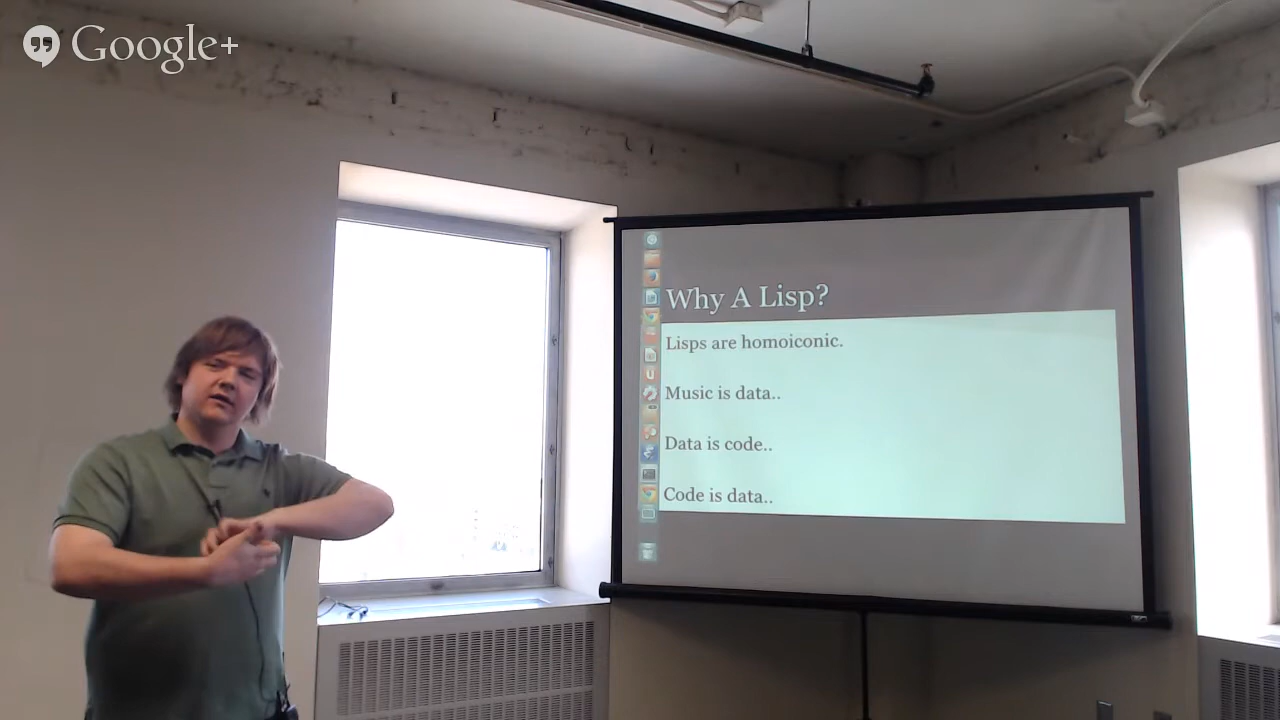 Google+
Why A Lisp?
Lisps are homoiconic.
Music is data..
Data is code..
Code is data..